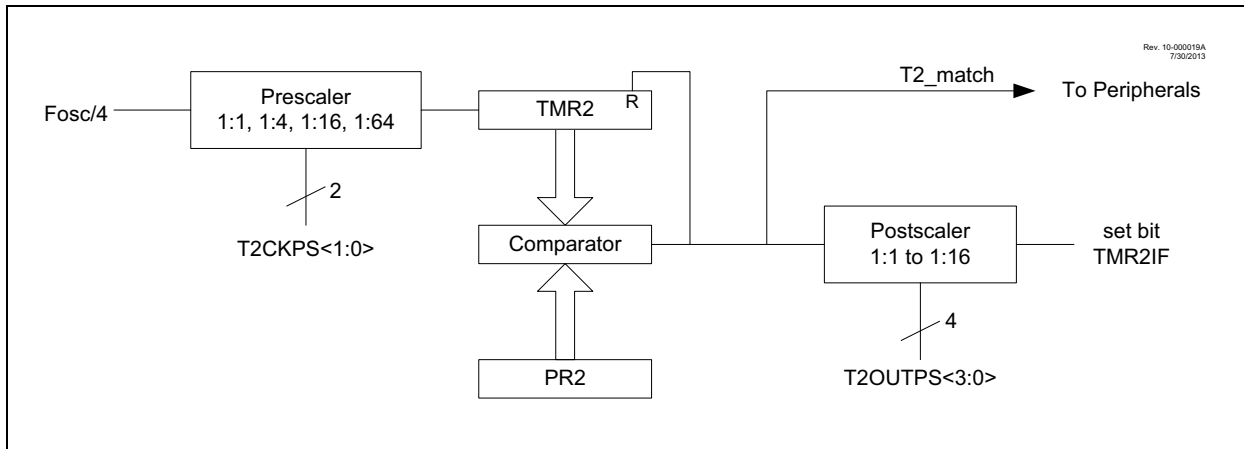 Rev. 10-000019A
7/30/2013
T2_match
To Peripherals
Fosc/4
Prescaler
1:1, 1:4, 1:16, 1:64
TMR2
R
2
T2CKPS<1:0>
Comparator
Postscaler
1:1 to 1:16
set bit
TMR2IF
4
PR2
T2OUTPS<3:0>